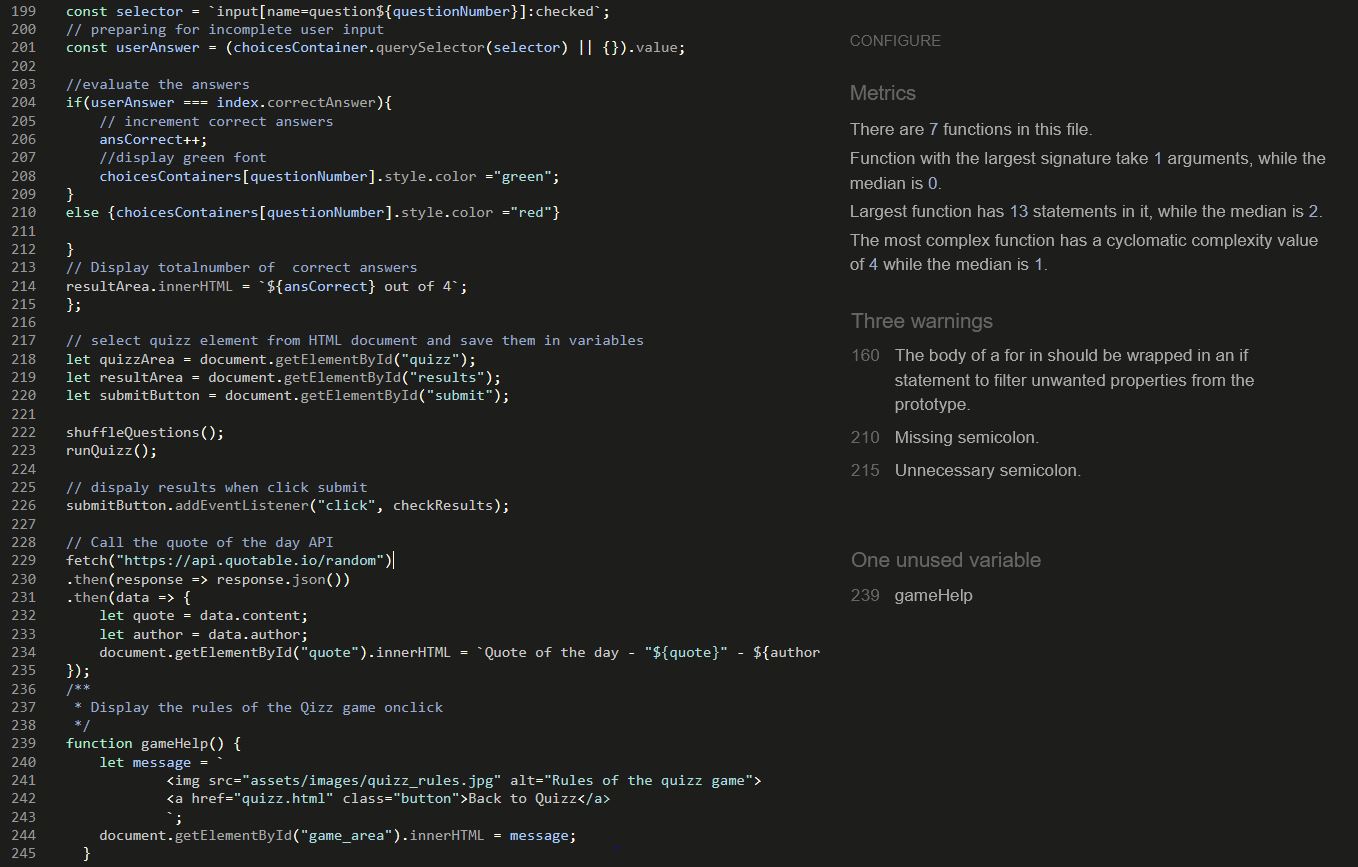 199 const selector = `input[name=question${questionNumber}]:checked`;
200 // preparing for incomplete user input
201 const userAnswer = (choicesContainer.querySelector(selector) || {}).value;
202
203 //evaluate the answers
204 if(userAnswer === index.correctAnswer){
205     // increment correct answers
206     ansCorrect++;
207     //display green font
208     choicesContainers[questionNumber].style.color ="green";
209 }
210 else {choicesContainers[questionNumber].style.color ="red"}
211
212 }
213 // Display totalnumber of  correct answers
214 resultArea.innerHTML = `${ansCorrect} out of 4`;
215 };
216
217 // select quizz element from HTML document and save them in variables
218 let quizzArea = document.getElementById("quizz");
219 let resultArea = document.getElementById("results");
220 let submitButton = document.getElementById("submit");
221
222 shuffleQuestions();
223 runQuizz();
224
225 // dispaly results when click submit
226 submitButton.addEventListener("click", checkResults);
227
228 // Call the quote of the day API
229 fetch("https://api.quotable.io/random")
230 .then(response => response.json())
231 .then(data => {
232     let quote = data.content;
233     let author = data.author;
234     document.getElementById("quote").innerHTML = `Quote of the day - "${quote}" - ${author
235 });
236 /**
237  * Display the rules of the Qizz game onclick
238  */
239 function gameHelp() {
240     let message = `
241             <img src="assets/images/quizz_rules.jpg" alt="Rules of the quizz game">
242             <a href="quizz.html" class="button">Back to Quizz</a>
243             `;
244     document.getElementById("game_area").innerHTML = message;
245   }
CONFIGURE
Metrics
There are 7 functions in this file.
Function with the largest signature take 1 arguments, while the
median is 0.
Largest function has 13 statements in it, while the median is 2.
The most complex function has a cyclomatic complexity value
of 4 while the median is 1.
Three warnings
160 The body of a for in should be wrapped in an if
statement to filter unwanted properties from the
prototype.
210 Missing semicolon.
215 Unnecessary semicolon.
One unused variable
239 gameHelp